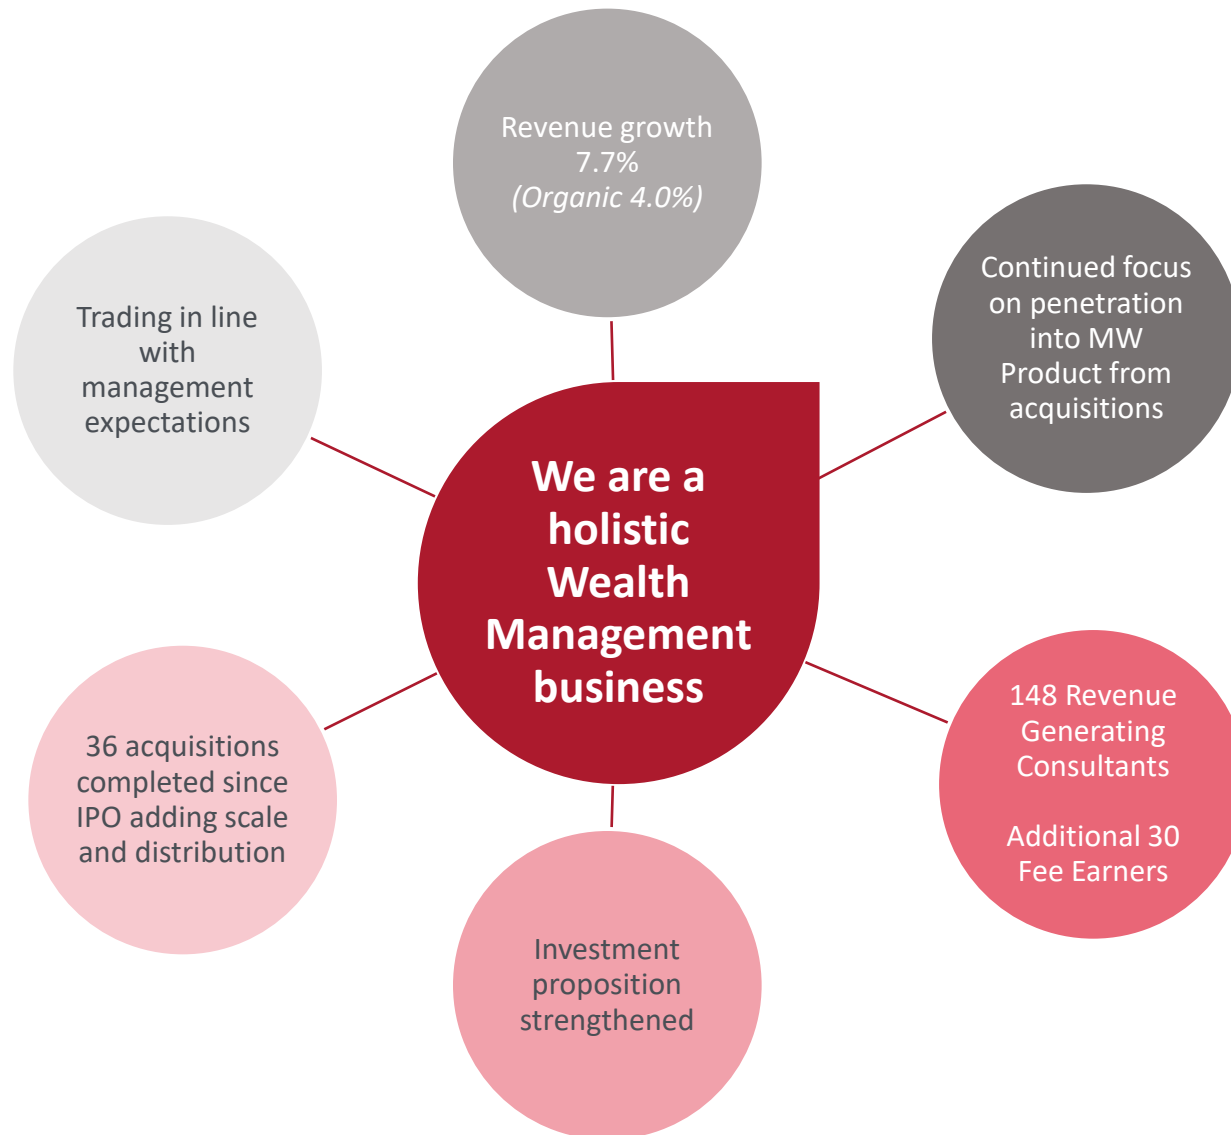 Revenue growth
7.7%
(Organic 4.0%)
Continued focus
on penetration
into MW
Product from
acquisitions
Trading in line
with
management
expectations
We are a
holistic
Wealth
Management
business
148 Revenue
Generating
Consultants
Additional 30
Fee Earners
36 acquisitions
completed since
IPO adding scale
and distribution
Investment
proposition
strengthened